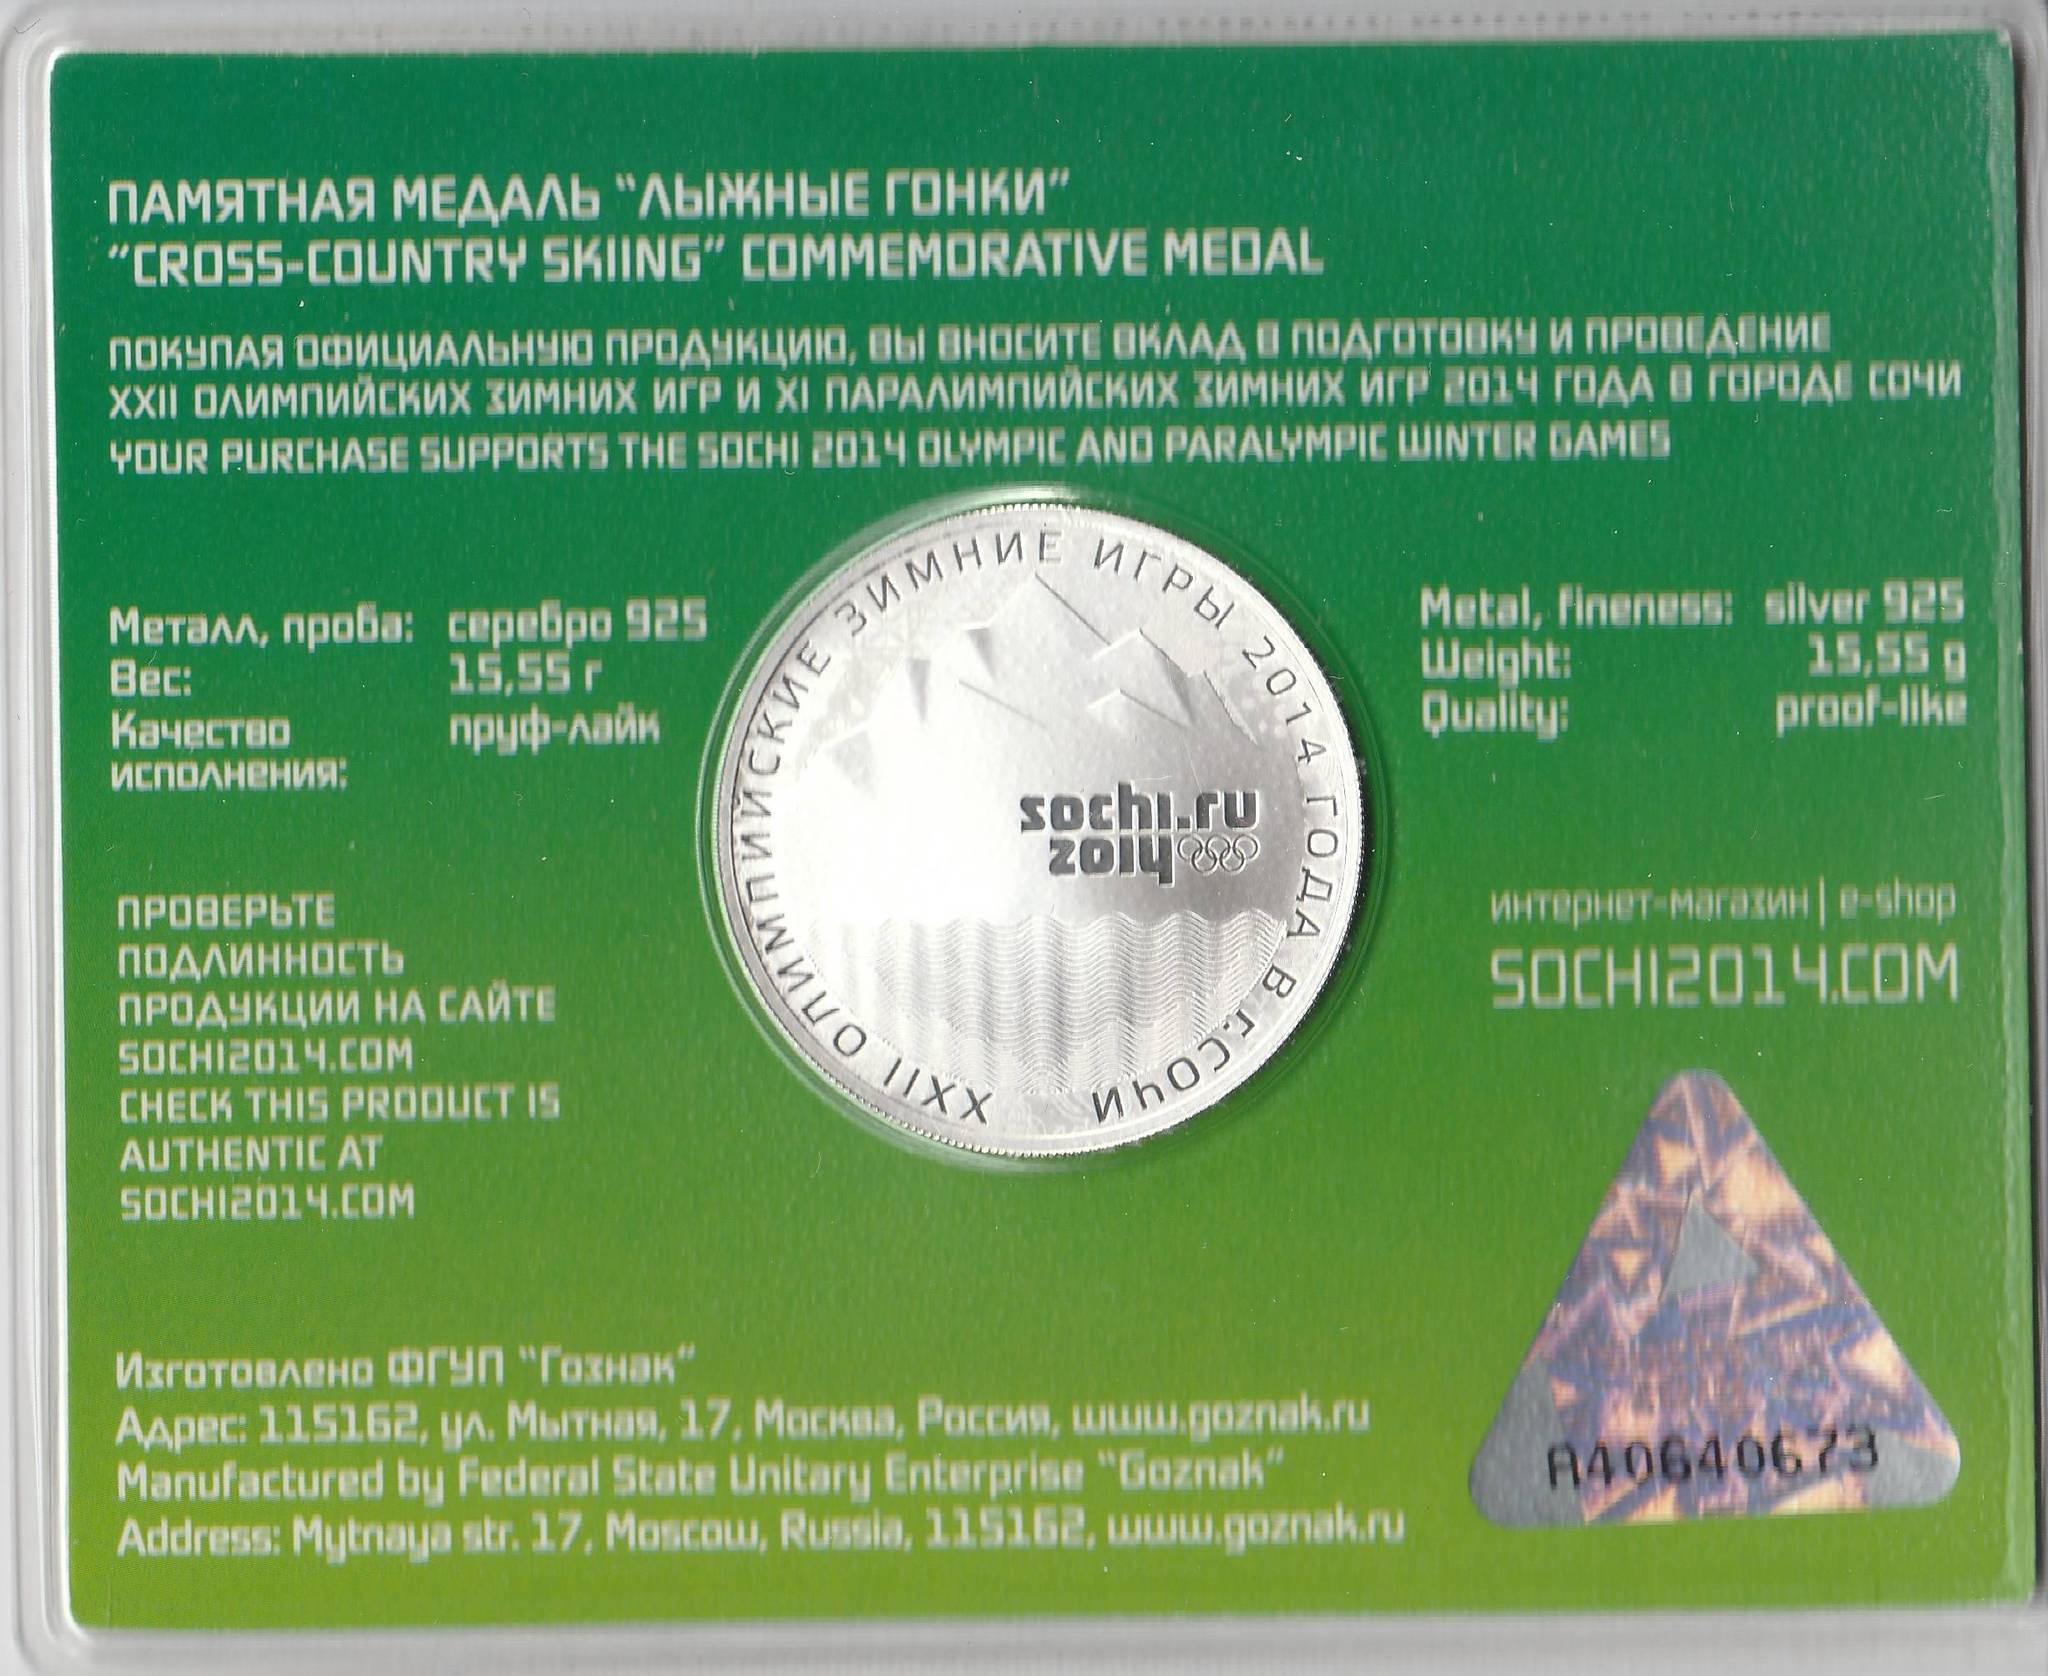 ПАМЯТНАЯ МЕДАЛЬ "ЛЫЖНЫЕ ГОНКИ"
"CROSS-COUNTRY SKIING" COMMEMORATIVE MEDAL
ПОКУПАЯ ОФИЦИАЛЬНУЮ ПРОДУКЦИЮ, ВЫ ВНОСИТЕ ВКЛАД В ПОДГОТОВКУ И ПРОВЕДЕНИЕ
XXII ОЛИМПИЙСКИХ ЗИМНИХ ИГР И XI ПАРАЛИМПИЙСКИХ ЗИМНИХ ИГР 2014 ГОДА В ГОРОДЕ СОЧИ
YOUR PURCHASE SUPPORTS THE SOCHI 2014 OLYMPIC AND PARALYMPIC WINTER GAMES
Металл, проба: серебро 925
Вес: 15,55 г
Качество пруф-лайк
исполнения:
XXII ОЛИМПИЙСКИЕ ЗИМНИЕ ИГРЫ 2014 ГОДА В Г.СОЧИ
sochi.ru
2014
Metal, fineness: silver 925
Weight: 15,55 g
Quality: proof-like
ПРОВЕРЬТЕ
ПОДЛИННОСТЬ
ПРОДУКЦИИ НА САЙТЕ
SOCHI2014.COM
CHECK THIS PRODUCT IS
AUTHENTIC AT
SOCHI2014.COM
интернет-магазин | e-shop
SOCHI2014.COM
Изготовлено ФГУП "Гознак"
Адрес: 115162, ул. Мытная, 17, Москва, Россия, www.goznak.ru
Manufactured by Federal State Unitary Enterprise "Goznak"
Address: Mytnaya str. 17, Moscow, Russia, 115162, www.goznak.ru
A40640673